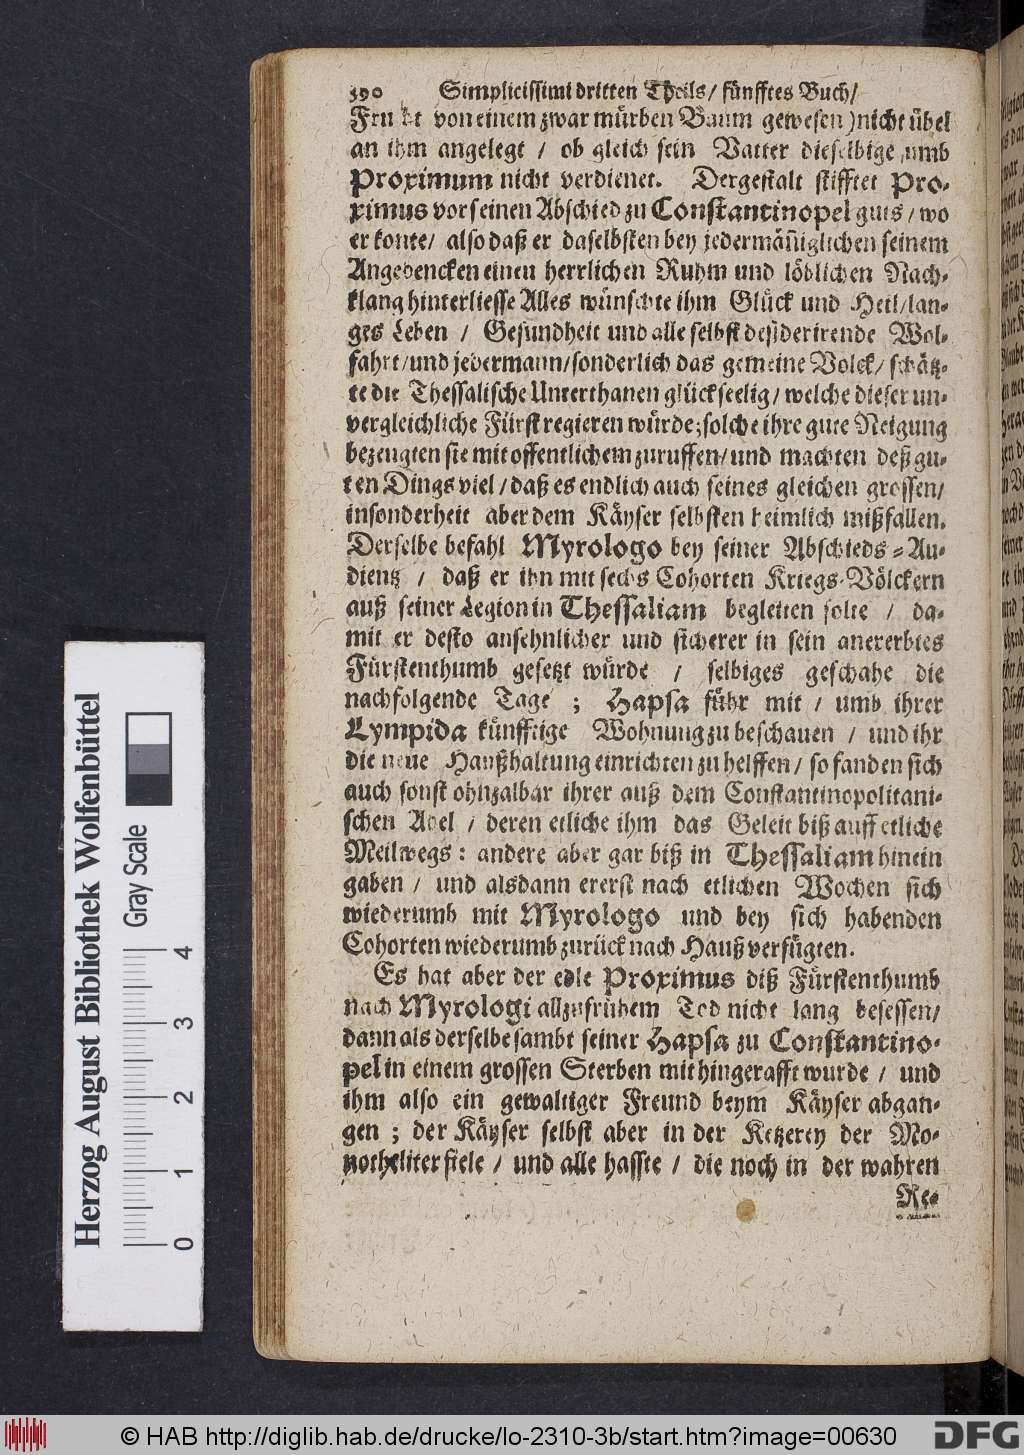 390 Simplicissimi dritten Theils/ fünfftes Buch/
Frucht von einem zwar mürben Baum gewesen) nicht übel
an ihm angelegt / ob gleich sein Vatter dieselbige umb
Proximum nicht verdienet. Dergestalt stifftet Pro-
ximus vor seinen Abschied zu Constantinopel guts/ wo
er konte/ also daß er daselbsten bey jedermäñiglichen seinem
Angedencken einen herrlichen Ruhm und löblichen Nach-
klang hinterliesse Alles wünschte ihm Glück und Heil/ lan-
ges Leben / Gesundheit und alle selbst desiderirende Wol-
fahrt/ und jedermann/ sonderlich das gemeine Volck/ schätz-
te die Thessalische Unterthanen glückseelig/ welche dieser un-
vergleichliche Fürst regieren würde; solche ihre gute Neigung
bezeugten sie mit offentlichem zuruffen/ und machten deß gu-
ten Dings viel/ daß es endlich auch seines gleichen grossen/
insonderheit aber dem Käyser selbsten heimlich mißfallen.
Derselbe befahl Myrologo bey seiner Abschieds-Au-
dientz / daß er ihn mit sechs Cohorten Kriegs-Völckern
auß seiner Legion in Thessaliam begleiten solte / da-
mit er desto ansehnlicher und sicherer in sein anererbtes
Fürstenthumb gesetzt würde / selbiges geschahe die
nachfolgende Tage ; Hapsa führ mit / umb ihrer
Lympida künfftige Wohnung zu beschauen / und ihr
die neue Haußhaltung einrichten zu helffen/ so fanden sich
auch sonst ohnzalbar ihrer auß dem Constantinopolitani-
schen Adel / deren etliche ihm das Geleit biß auff etliche
Meilwegs: andere aber gar biß in Thessaliam hinein
gaben / und alsdann ererst nach etlichen Wochen sich
wiederumb mit Myrologo und bey sich habenden
Cohorten wiederumb zurück nach Hauß verfügten.
Es hat aber der edle Proximus diß Fürstenthumb
nach Myrologi allzufrühem Tod nicht lang besessen/
dann als derselbe sambt seiner Hapsa zu Constantino-
pel in einem grossen Sterben mit hingerafft wurde / und
ihm also ein gewaltiger Freund beym Käyser abgan-
gen ; der Käyser selbst aber in der Ketzerey der Mo-
notheliter fiele / und alle hasste / die noch in der wahren
Re-
Herzog August Bibliothek Wolfenbüttel
Gray Scale
0 1 2 3 4
© HAB http://diglib.hab.de/drucke/lo-2310-3b/start.htm?image=00630
DFG